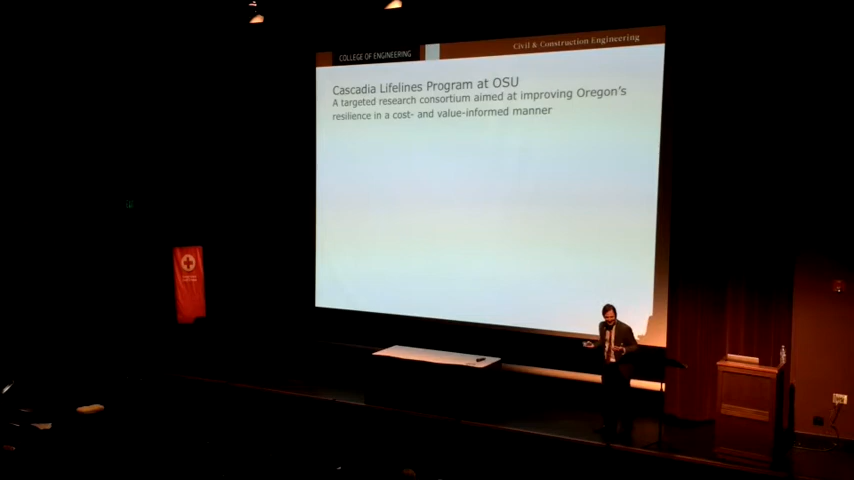 COLLEGE OF ENGINEERING
Civil & Construction Engineering
Cascadia Lifelines Program at OSU
A targeted research consortium aimed at improving Oregon's
resilience in a cost- and value-informed manner